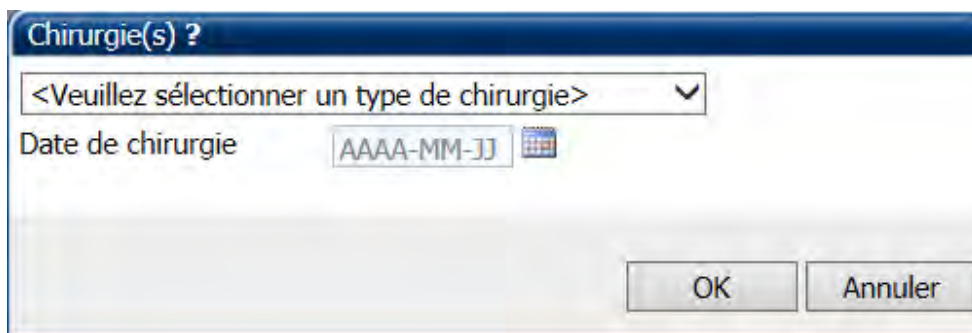 Chirurgie(s) ?
<Veuillez sélectionner un type de chirurgie>
Date de chirurgie AAAA-MM-JJ
OK Annuler